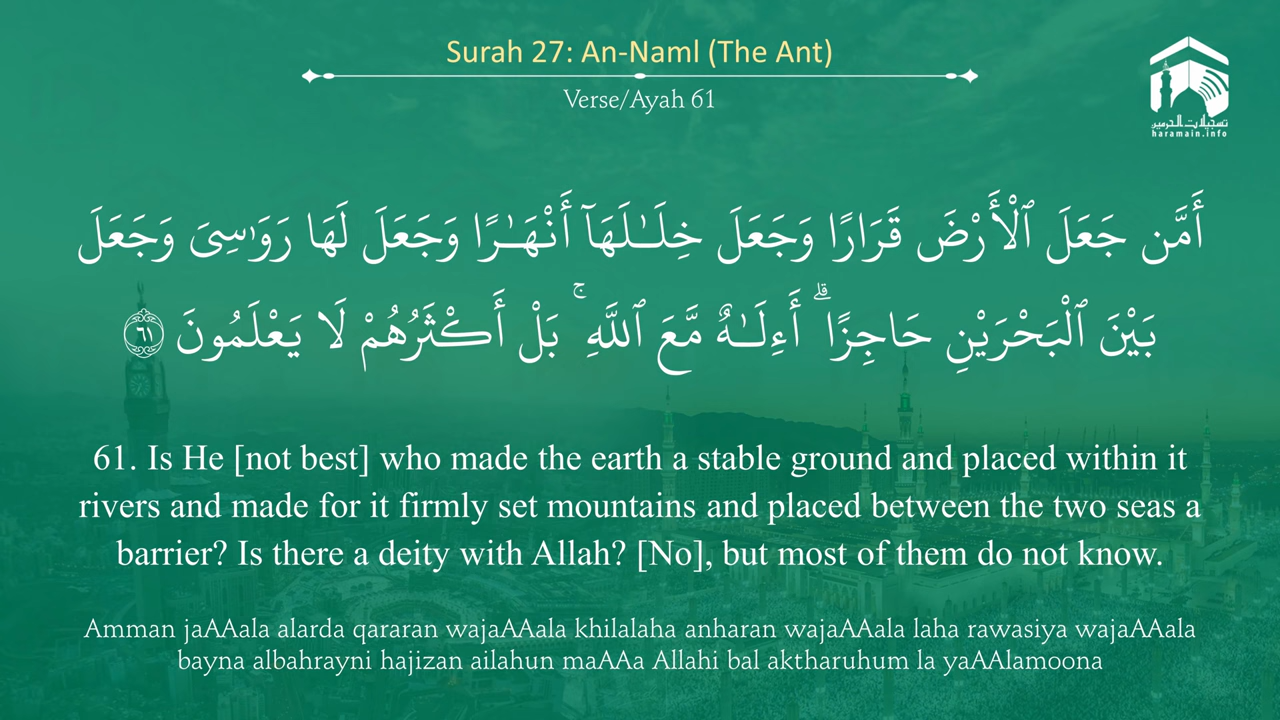 Surah 27: An-Naml (The Ant)
Verse/Ayah 61
تسجيلات الحرمين
haramain.info
أَمَّن جَعَلَ ٱلْأَرْضَ قَرَارًا وَجَعَلَ خِلَـٰلَهَآ أَنْهَـٰرًا وَجَعَلَ لَهَا رَوَٰسِىَ وَجَعَلَ
بَيْنَ ٱلْبَحْرَيْنِ حَاجِزًا ۗ أَءِلَـٰهٌ مَّعَ ٱللَّهِ ۚ بَلْ أَكْثَرُهُمْ لَا يَعْلَمُونَ ٦١
61. Is He [not best] who made the earth a stable ground and placed within it
rivers and made for it firmly set mountains and placed between the two seas a
barrier? Is there a deity with Allah? [No], but most of them do not know.
Amman jaAAala alarda qararan wajaAAala khilalaha anharan wajaAAala laha rawasiya wajaAAala
bayna albahrayni hajizan ailahun maAAa Allahi bal aktharuhum la yaAAlamoona